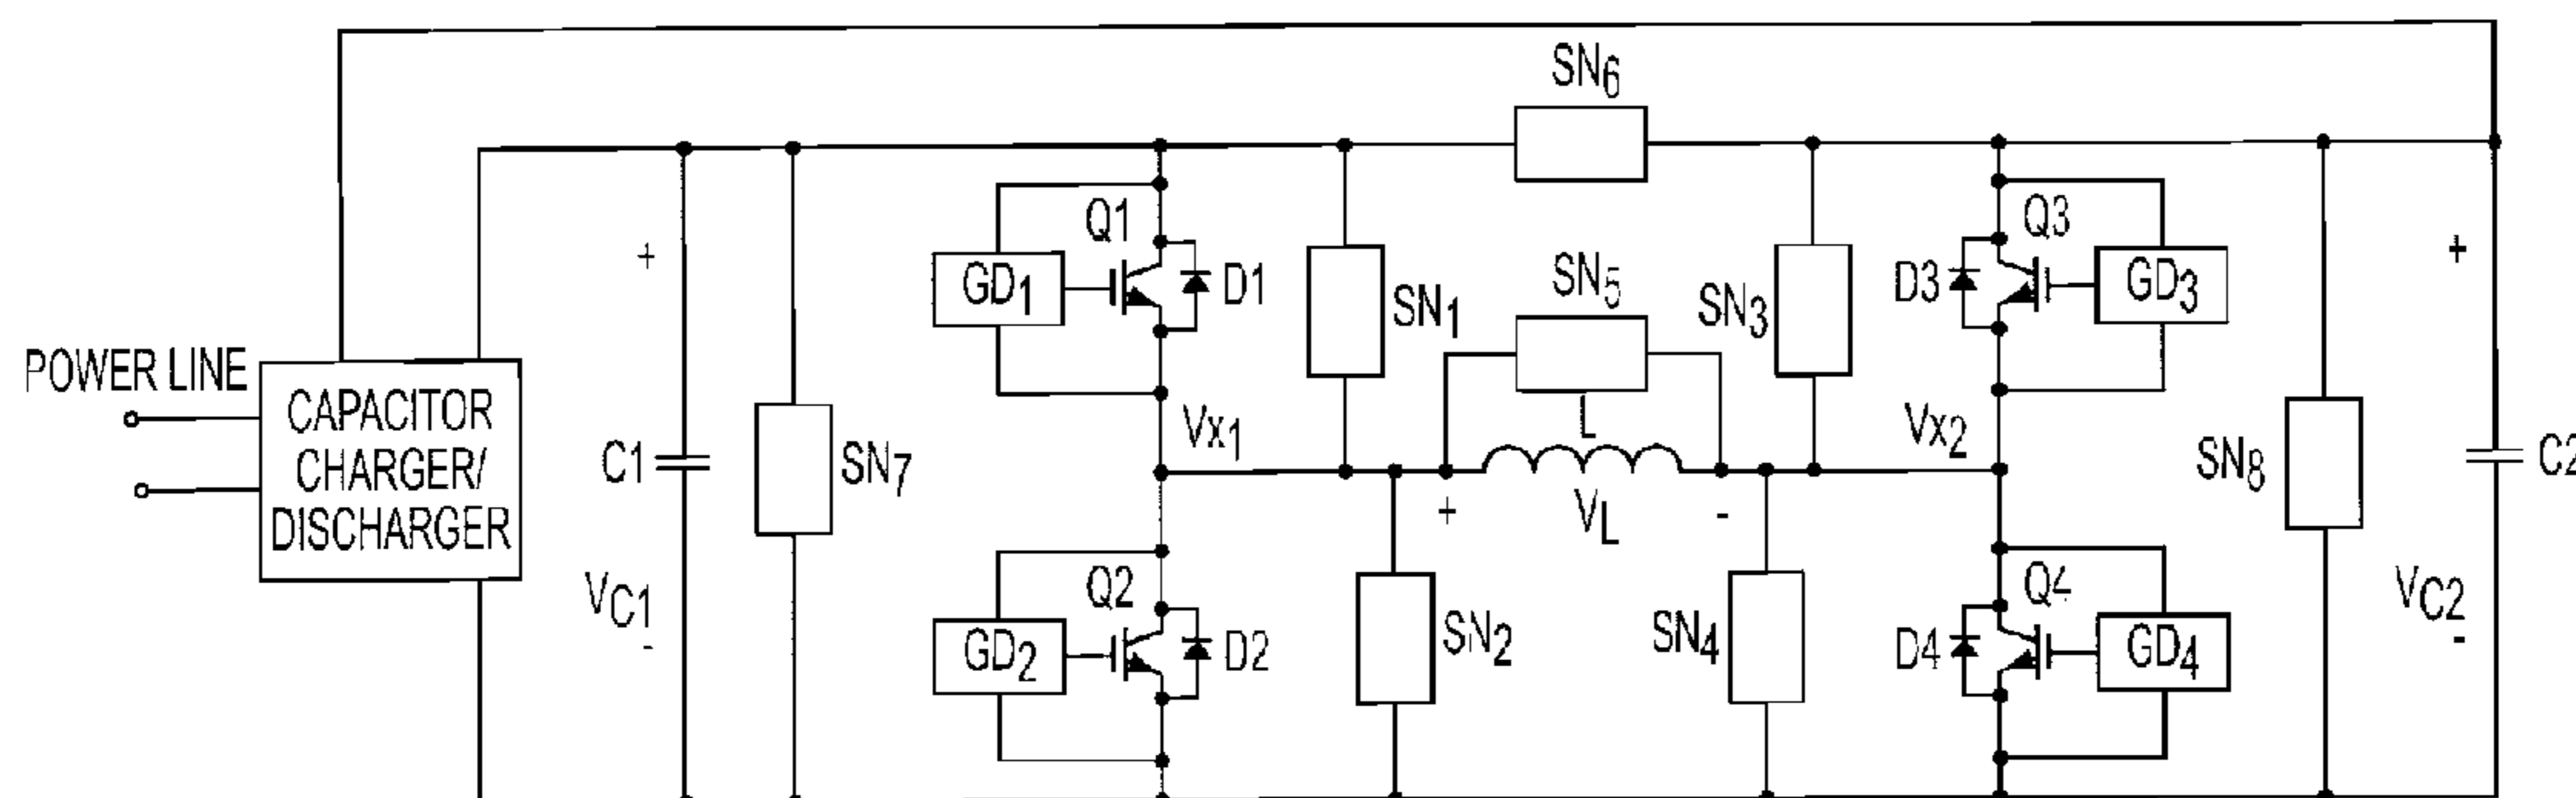 SN6
Q1
Q3
GD1
D1
SN1
SN5
SN3
D3
GD3
+
+
POWER LINE
CAPACITOR
CHARGER/
DISCHARGER
C1
SN7
Vx1
L
Vx2
SN8
C2
+
VL
-
VC1
-
Q2
GD2
D2
SN2
SN4
D4
Q4
GD4
VC2
-